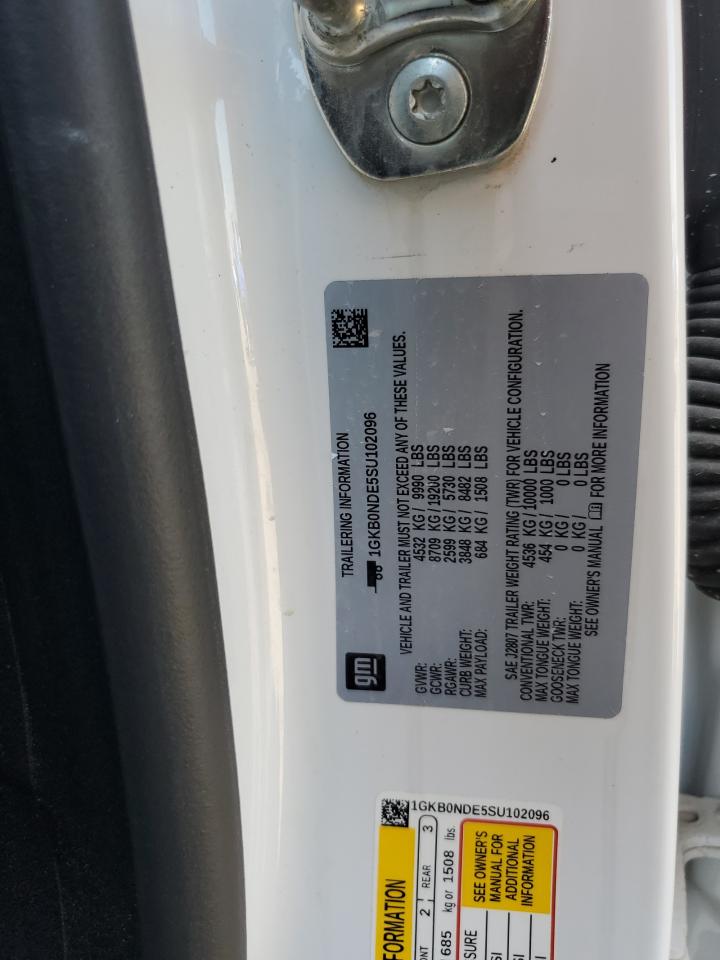 TRAILERING INFORMATION
gm
1GKB0NDE5SU102096
VEHICLE AND TRAILER MUST NOT EXCEED ANY OF THESE VALUES.
GVWR: 4532 KG / 9990 LBS
GCWR: 8709 KG / 19200 LBS
RGAWR: 2599 KG / 5730 LBS
CURB WEIGHT: 3848 KG / 8482 LBS
MAX PAYLOAD: 684 KG / 1508 LBS
SAE J2807 TRAILER WEIGHT RATING (TWR) FOR VEHICLE CONFIGURATION.
CONVENTIONAL TWR: 4536 KG / 10000 LBS
MAX TONGUE WEIGHT: 454 KG / 1000 LBS
GOOSENECK TWR: 0 KG / 0 LBS
MAX TONGUE WEIGHT: 0 KG / 0 LBS
SEE OWNER'S MANUAL FOR MORE INFORMATION
FORMATION
1GKB0NDE5SU102096
ONT 2 REAR 3
685 kg or 1508 lbs.
SURE
SEE OWNER'S
MANUAL FOR
ADDITIONAL
INFORMATION
SI
SI
I